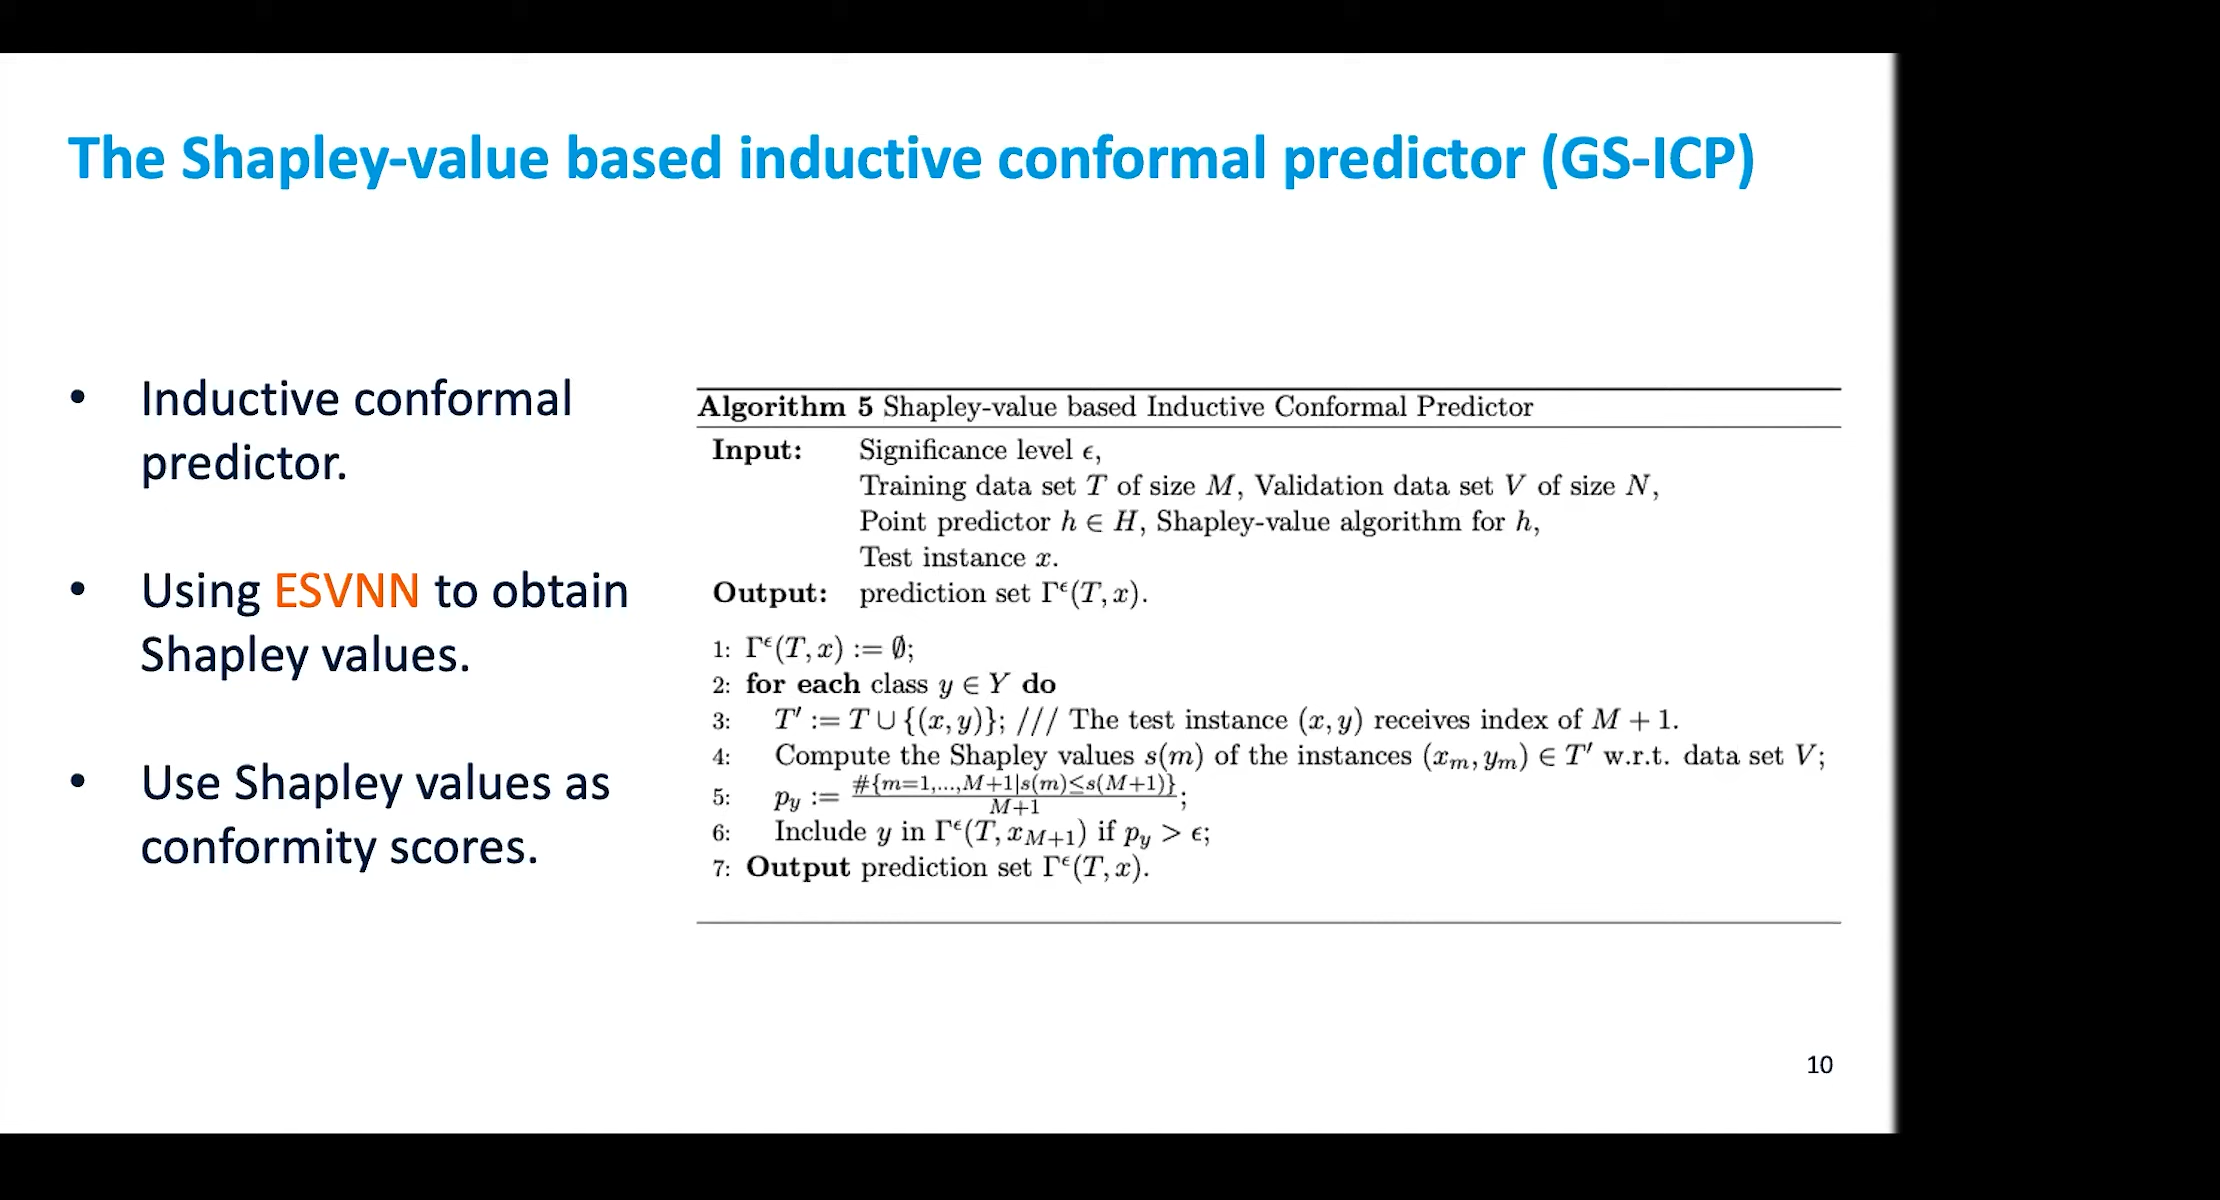 The Shapley-value based inductive conformal predictor (GS-ICP)
• Inductive conformal
predictor.
• Using ESVNN to obtain
Shapley values.
• Use Shapley values as
conformity scores.
Algorithm 5 Shapley-value based Inductive Conformal Predictor
Input: Significance level ϵ,
Training data set T of size M, Validation data set V of size N,
Point predictor h ∈ H, Shapley-value algorithm for h,
Test instance x.
Output: prediction set Γ^ϵ(T, x).
1: Γ^ϵ(T, x) := ∅;
2: for each class y ∈ Y do
3: T′ := T ∪ {(x, y)}; /// The test instance (x, y) receives index of M + 1.
4: Compute the Shapley values s(m) of the instances (x_m, y_m) ∈ T′ w.r.t. data set V;
5: p_y := #{m=1,...,M+1|s(m)≤s(M+1)} / M+1;
6: Include y in Γ^ϵ(T, x_{M+1}) if p_y > ϵ;
7: Output prediction set Γ^ϵ(T, x).
10